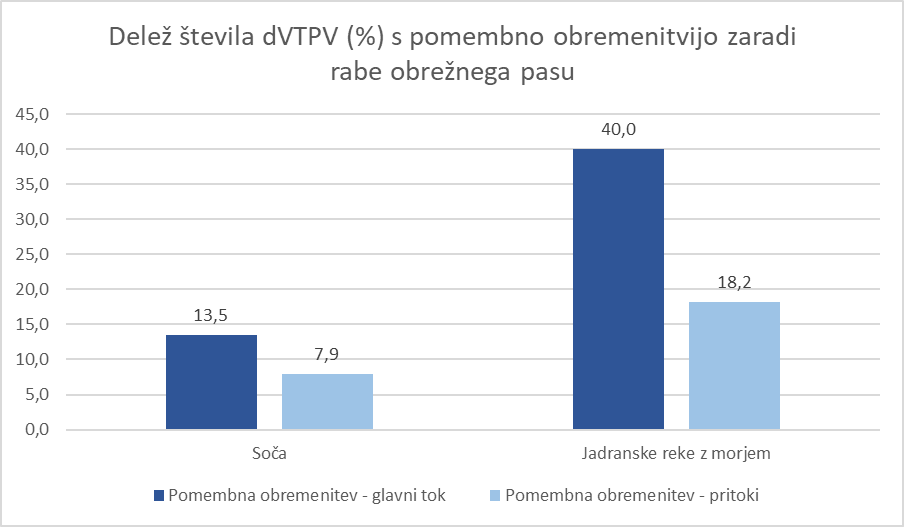 Delež števila dVTPV (%) s pomembno obremenitvijo zaradi
rabe obrežnega pasu
45,0
40,0
35,0
30,0
25,0
20,0
15,0
10,0
5,0
0,0
13,5
7,9
40,0
18,2
Soča
Jadranske reke z morjem
Pomembna obremenitev - glavni tok
Pomembna obremenitev - pritoki